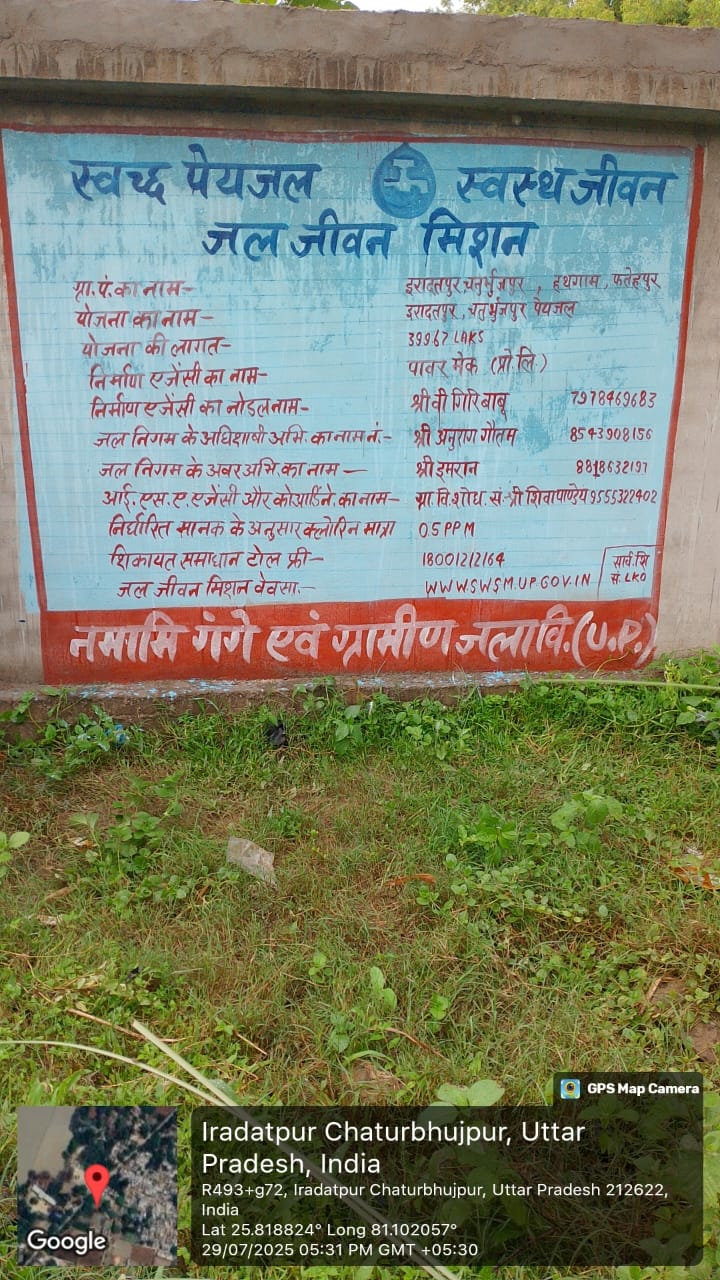 स्वच्छ पेयजल स्वस्थ जीवन
जल जीवन मिशन
ग्रा.पं.का नाम- इरादतपुर चतुर्भुजपुर , हथगाम , फतेहपुर
योजना का नाम- इरादतपुर , चतुर्भुजपुर पेयजल
योजना की लागत- 399.67 LAKS
निर्माण एजेंसी का नाम- पावर मेक (प्रो.लि)
निर्माण एजेंसी का नोडल नाम- श्री वी गिरि बाबू 7978469683
जल निगम के अधिशाषी अभि. का नाम नं.- श्री अनुराग गौतम 8543908156
जल निगम के अवर अभि. का नाम - श्री इमरान 8818632197
आई. एस. ए. एजेंसी और कोआर्डिने. का नाम- ग्रा. वि. शोध. सं.-श्री शिवा पाण्डेय 9555322402
निर्धारित मानक के अनुसार क्लोरिन मात्रा 0.5 PPM
शिकायत समाधान टोल फ्री- 18001212164
जल जीवन मिशन वेवसा.- WWW.SWSM.UP.GOV.IN
सं. LKO
नमामि गंगे एवं ग्रामीण जलावि. (U.P.)
GPS Map Camera
Iradatpur Chaturbhujpur, Uttar
Pradesh, India
R493+g72, Iradatpur Chaturbhujpur, Uttar Pradesh 212622,
India
Lat 25.818824° Long 81.102057°
29/07/2025 05:31 PM GMT +05:30
Google